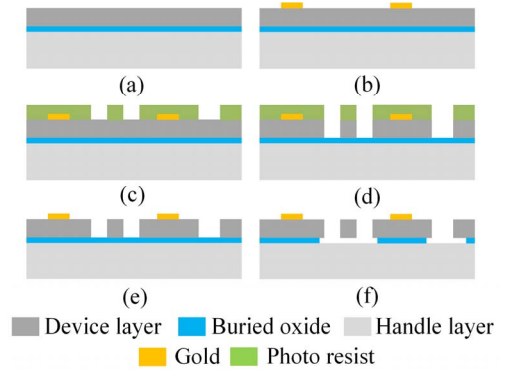 (a) (b)
(c) (d)
(e) (f)
Device layer Buried oxide Handle layer
Gold Photo resist